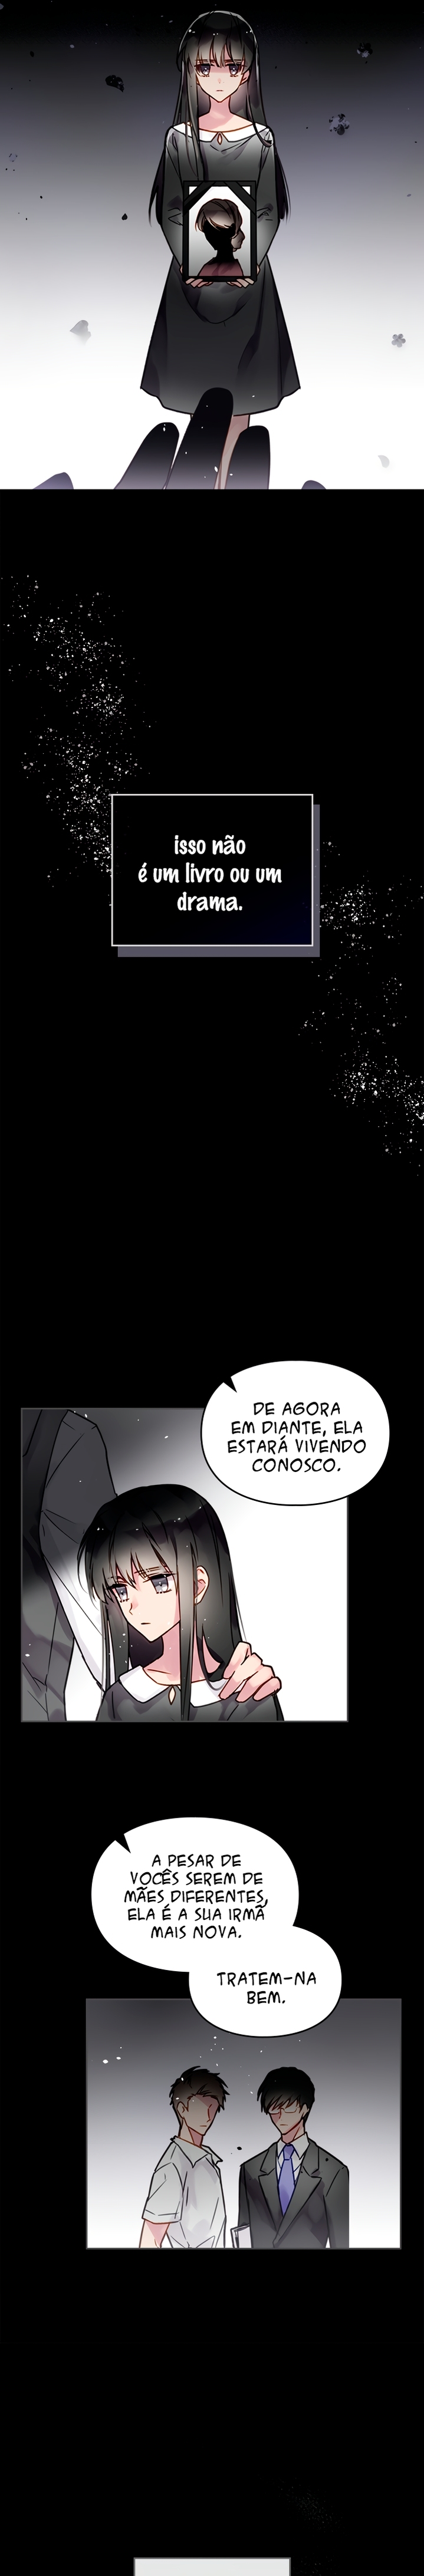 isso não
é um livro ou um
drama.
DE AGORA
EM DIANTE, ELA
ESTARÁ VIVENDO
CONOSCO.
A PESAR DE
VOCÊS SEREM DE
MÃES DIFERENTES,
ELA É A SUA IRMÃ
MAIS NOVA.
TRATEM-NA
BEM.